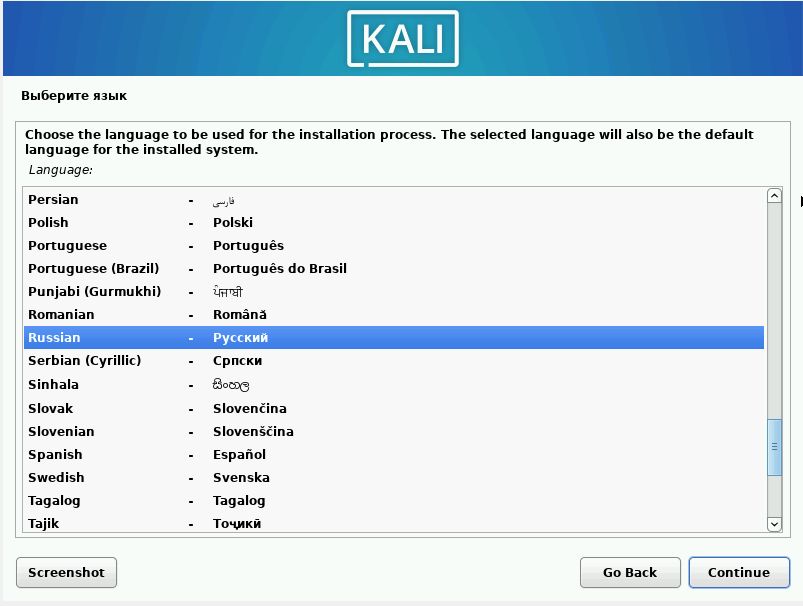 KALI
Выберите язык
Choose the language to be used for the installation process. The selected language will also be the default
language for the installed system.
Language:
Persian - فارسی
Polish - Polski
Portuguese - Português
Portuguese (Brazil) - Português do Brasil
Punjabi (Gurmukhi) - ਪੰਜਾਬੀ
Romanian - Română
Russian - Русский
Serbian (Cyrillic) - Српски
Sinhala - සිංහල
Slovak - Slovenčina
Slovenian - Slovenščina
Spanish - Español
Swedish - Svenska
Tagalog - Tagalog
Tajik - Тоҷикӣ
Screenshot Go Back Continue